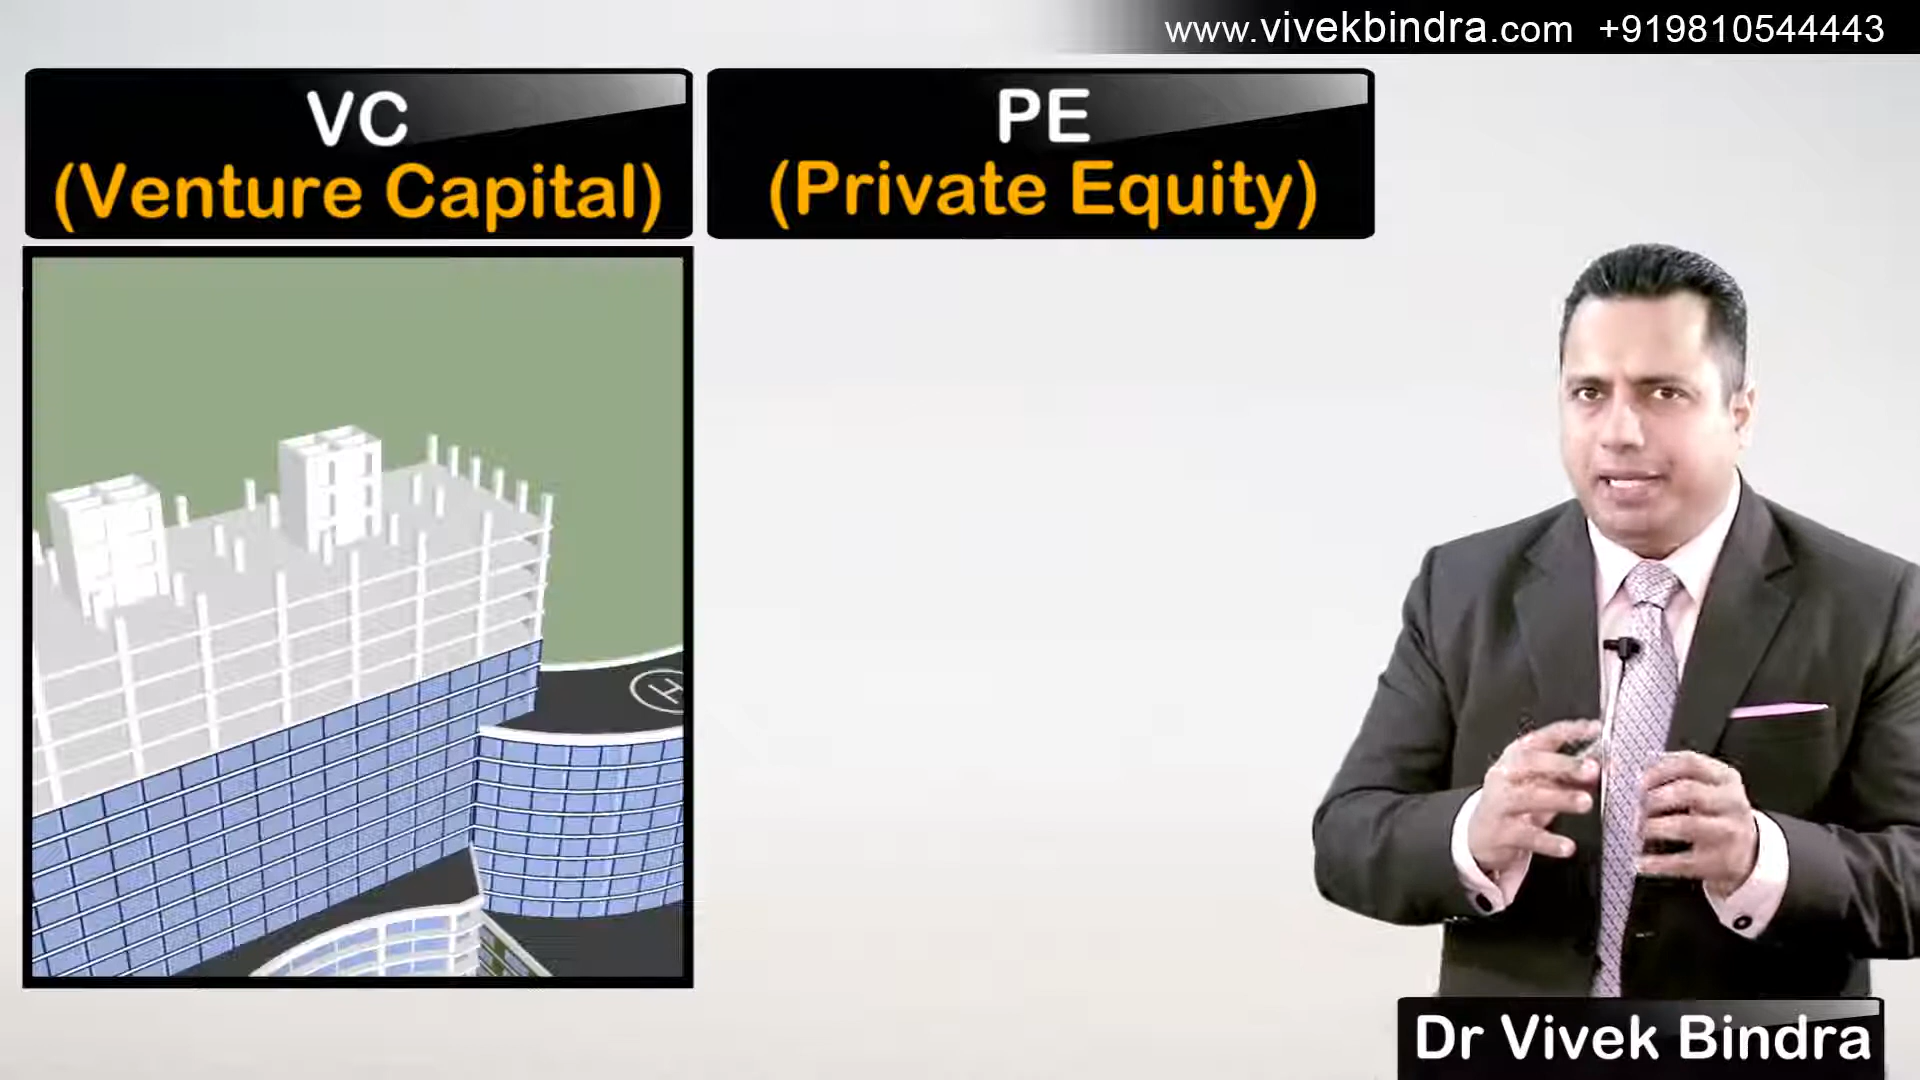 www.vivekbindra.com +919810544443
VC
(Venture Capital)
PE
(Private Equity)
H
Dr Vivek Bindra